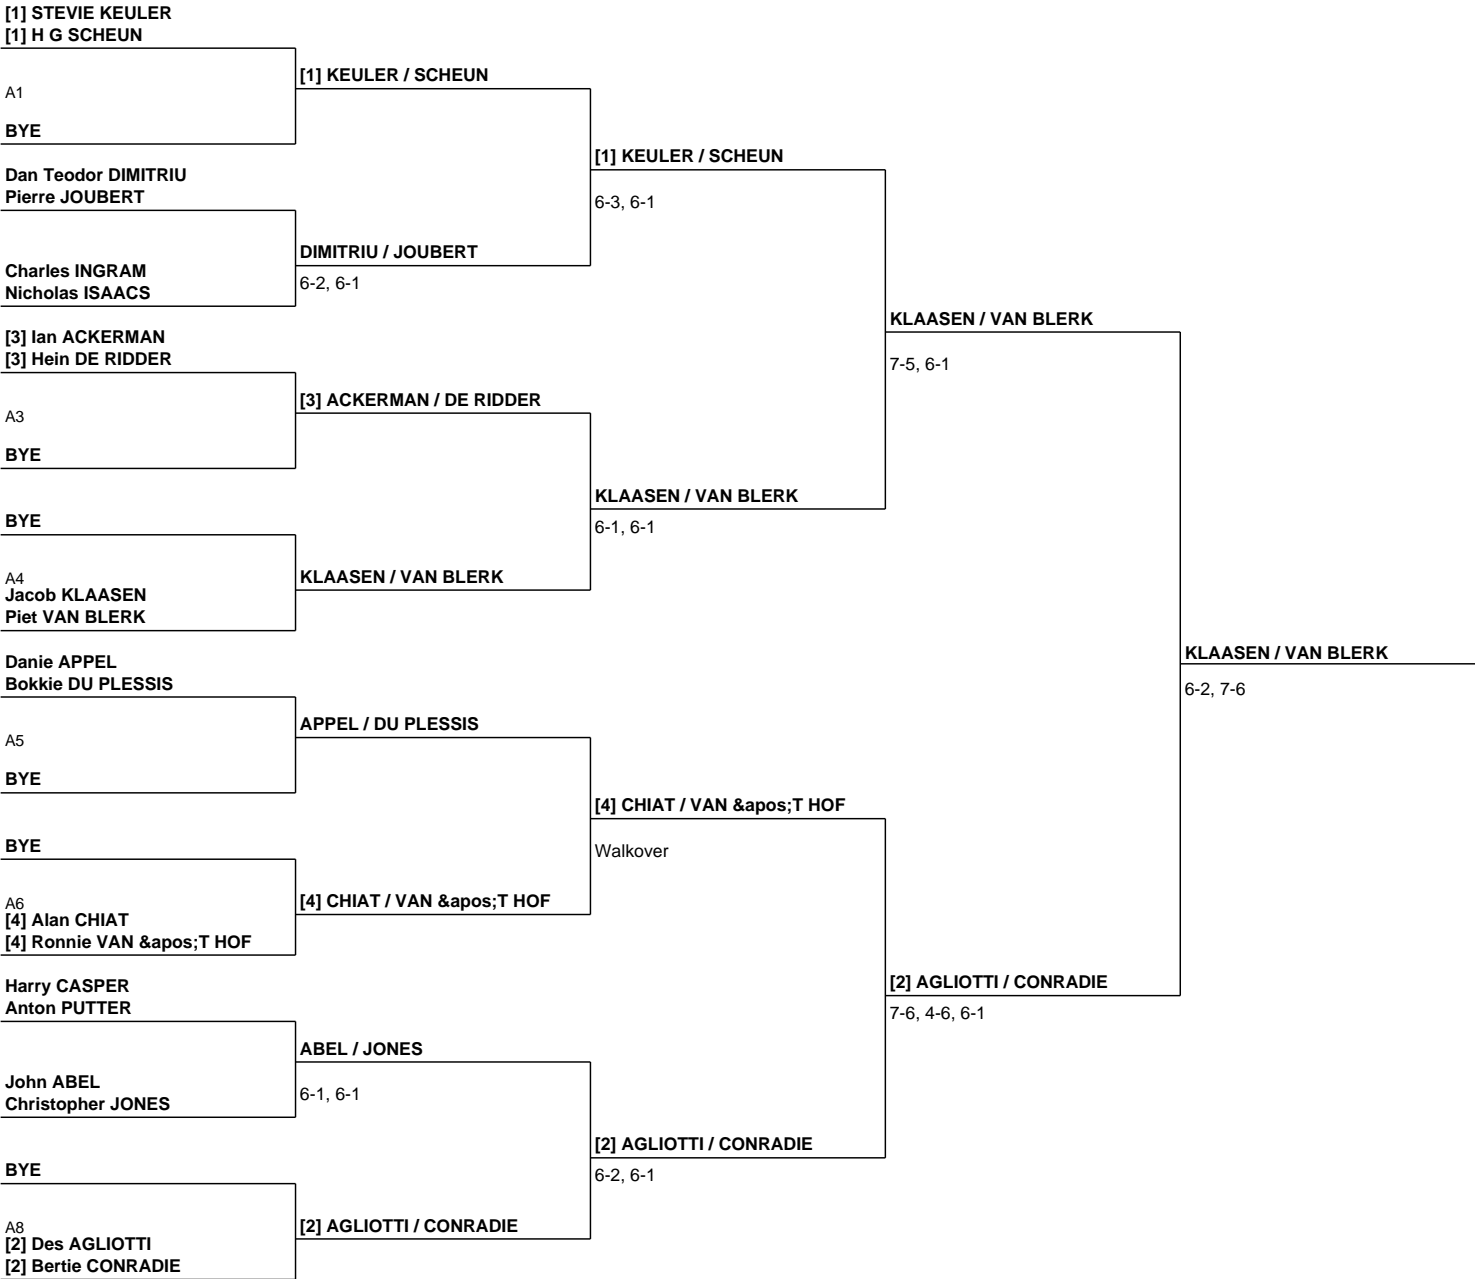 [1] STEVIE KEULER
[1] H G SCHEUN
A1
BYE
Dan Teodor DIMITRIU
Pierre JOUBERT
Charles INGRAM
Nicholas ISAACS
[3] Ian ACKERMAN
[3] Hein DE RIDDER
A3
BYE
BYE
A4
Jacob KLAASEN
Piet VAN BLERK
Danie APPEL
Bokkie DU PLESSIS
A5
BYE
BYE
A6
[4] Alan CHIAT
[4] Ronnie VAN &apos;T HOF
Harry CASPER
Anton PUTTER
John ABEL
Christopher JONES
BYE
A8
[2] Des AGLIOTTI
[2] Bertie CONRADIE
[1] KEULER / SCHEUN
DIMITRIU / JOUBERT
6-2, 6-1
[3] ACKERMAN / DE RIDDER
KLAASEN / VAN BLERK
APPEL / DU PLESSIS
[4] CHIAT / VAN &apos;T HOF
ABEL / JONES
6-1, 6-1
[2] AGLIOTTI / CONRADIE
[1] KEULER / SCHEUN
6-3, 6-1
KLAASEN / VAN BLERK
6-1, 6-1
[4] CHIAT / VAN &apos;T HOF
Walkover
[2] AGLIOTTI / CONRADIE
6-2, 6-1
KLAASEN / VAN BLERK
7-5, 6-1
[2] AGLIOTTI / CONRADIE
7-6, 4-6, 6-1
KLAASEN / VAN BLERK
6-2, 7-6